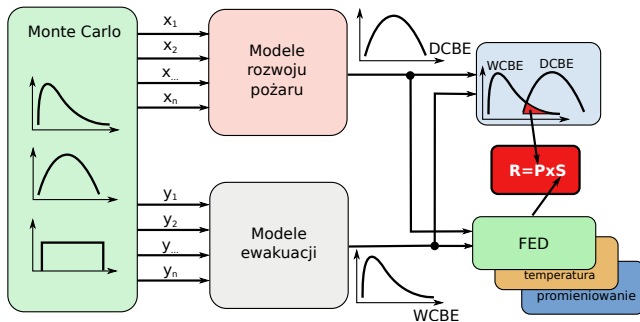 Monte Carlo
x1
x2
x...
xn
Modele
rozwoju
pożaru
DCBE
WCBE
DCBE
R=PxS
y1
y2
y...
yn
Modele
ewakuacji
WCBE
FED
temperatura
promieniowanie